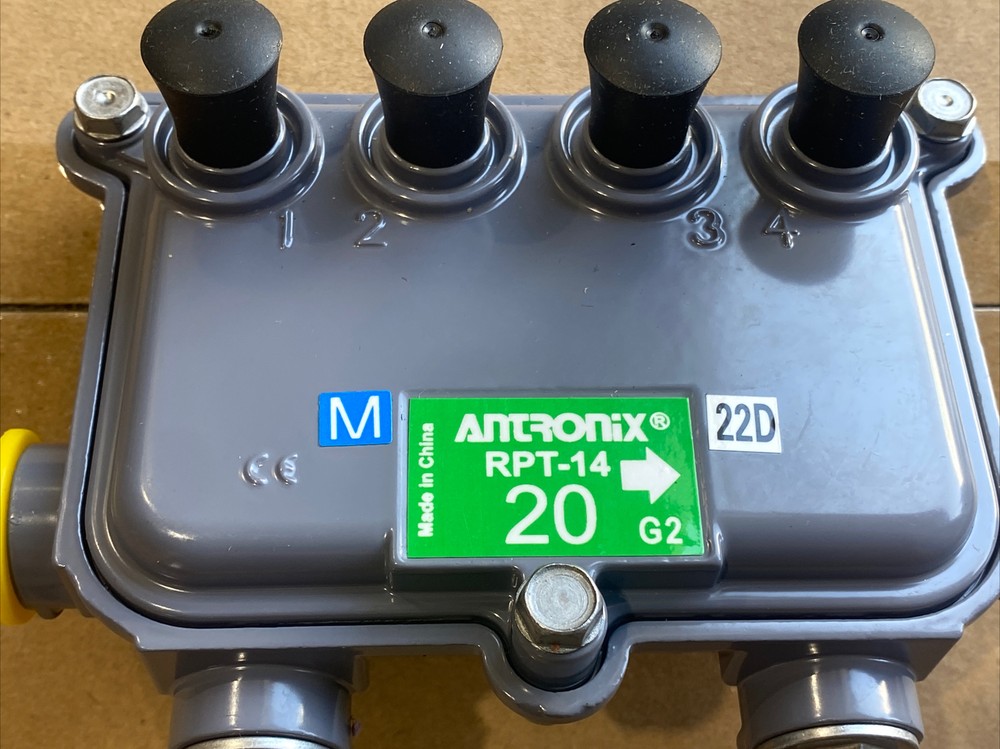 1 2 3 4
M
Made in China
ANTRONIX®
RPT-14
20
G2
22D
CE